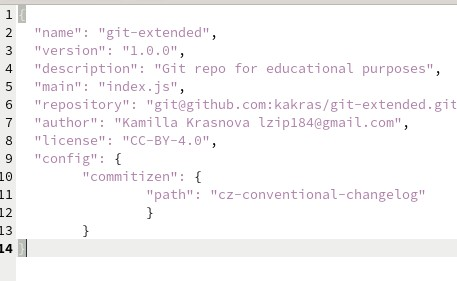 1 {
2 "name": "git-extended",
3 "version": "1.0.0",
4 "description": "Git repo for educational purposes",
5 "main": "index.js",
6 "repository": "git@github.com:kakras/git-extended.git
7 "author": "Kamilla Krasnova lzip184@gmail.com",
8 "license": "CC-BY-4.0",
9 "config": {
10 "commitizen": {
11 "path": "cz-conventional-changelog"
12 }
13 }
14 }